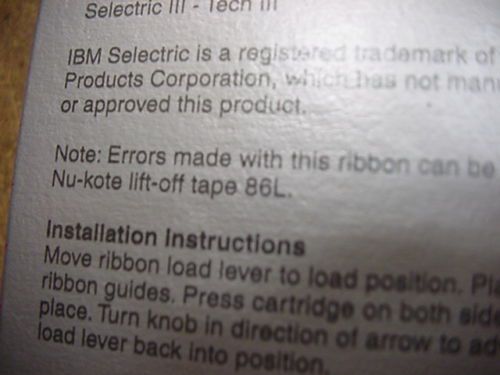 Selectric III - Tech III
IBM Selectric is a registered trademark of
Products Corporation, which has not
or approved this product.
Note: Errors made with this ribbon can be
Nu-kote lift-off tape 86L.
Installation Instructions
Move ribbon load lever to load position.
ribbon guides. Press cartridge on both
place. Turn knob in direction of arrow to
load lever back into position.